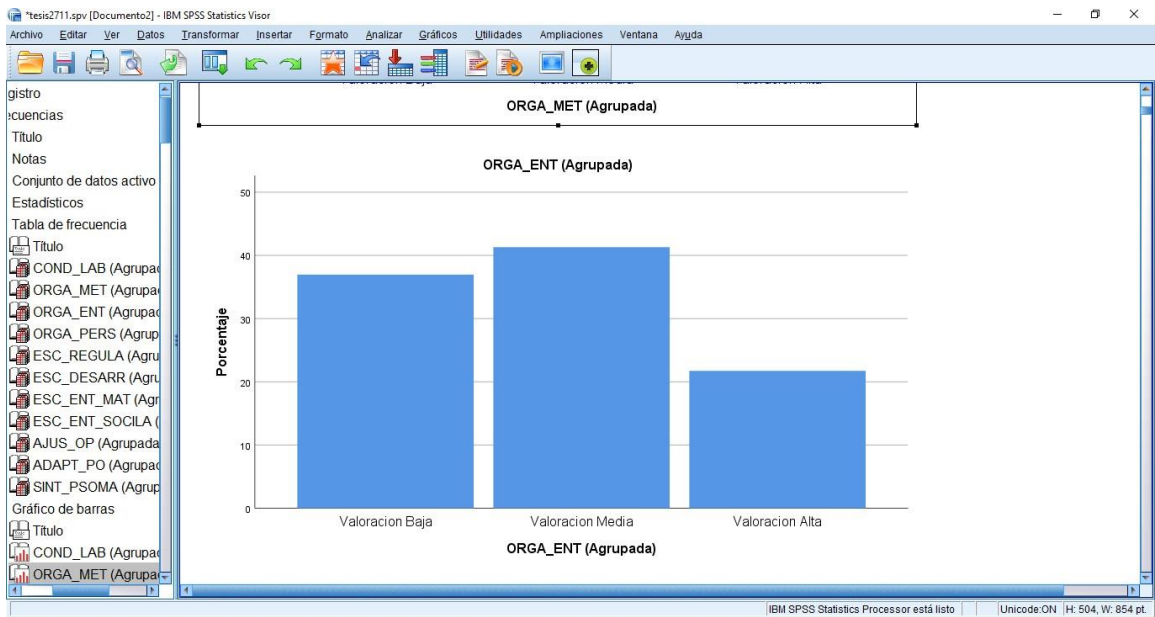 *tesis2711.spv [Documento2] - IBM SPSS Statistics Visor
Archivo Editar Ver Datos Transformar Insertar Formato Analizar Gráficos Utilidades Ampliaciones Ventana Ayuda
gistro
ecuencias
Título
Notas
Conjunto de datos activo
Estadísticos
Tabla de frecuencia
Título
COND_LAB (Agrupad
ORGA_MET (Agrupa
ORGA_ENT (Agrupad
ORGA_PERS (Agrup
ESC_REGULA (Agru
ESC_DESARR (Agru
ESC_ENT_MAT (Agr
ESC_ENT_SOCILA (
AJUS_OP (Agrupada
ADAPT_PO (Agrupad
SINT_PSOMA (Agrup
Gráfico de barras
Título
COND_LAB (Agrupad
ORGA_MET (Agrupa
ORGA_MET (Agrupada)
ORGA_ENT (Agrupada)
Porcentaje
50
40
30
20
10
0
Valoracion Baja Valoracion Media Valoracion Alta
ORGA_ENT (Agrupada)
IBM SPSS Statistics Processor está listo Unicode:ON H: 504, W: 854 pt.